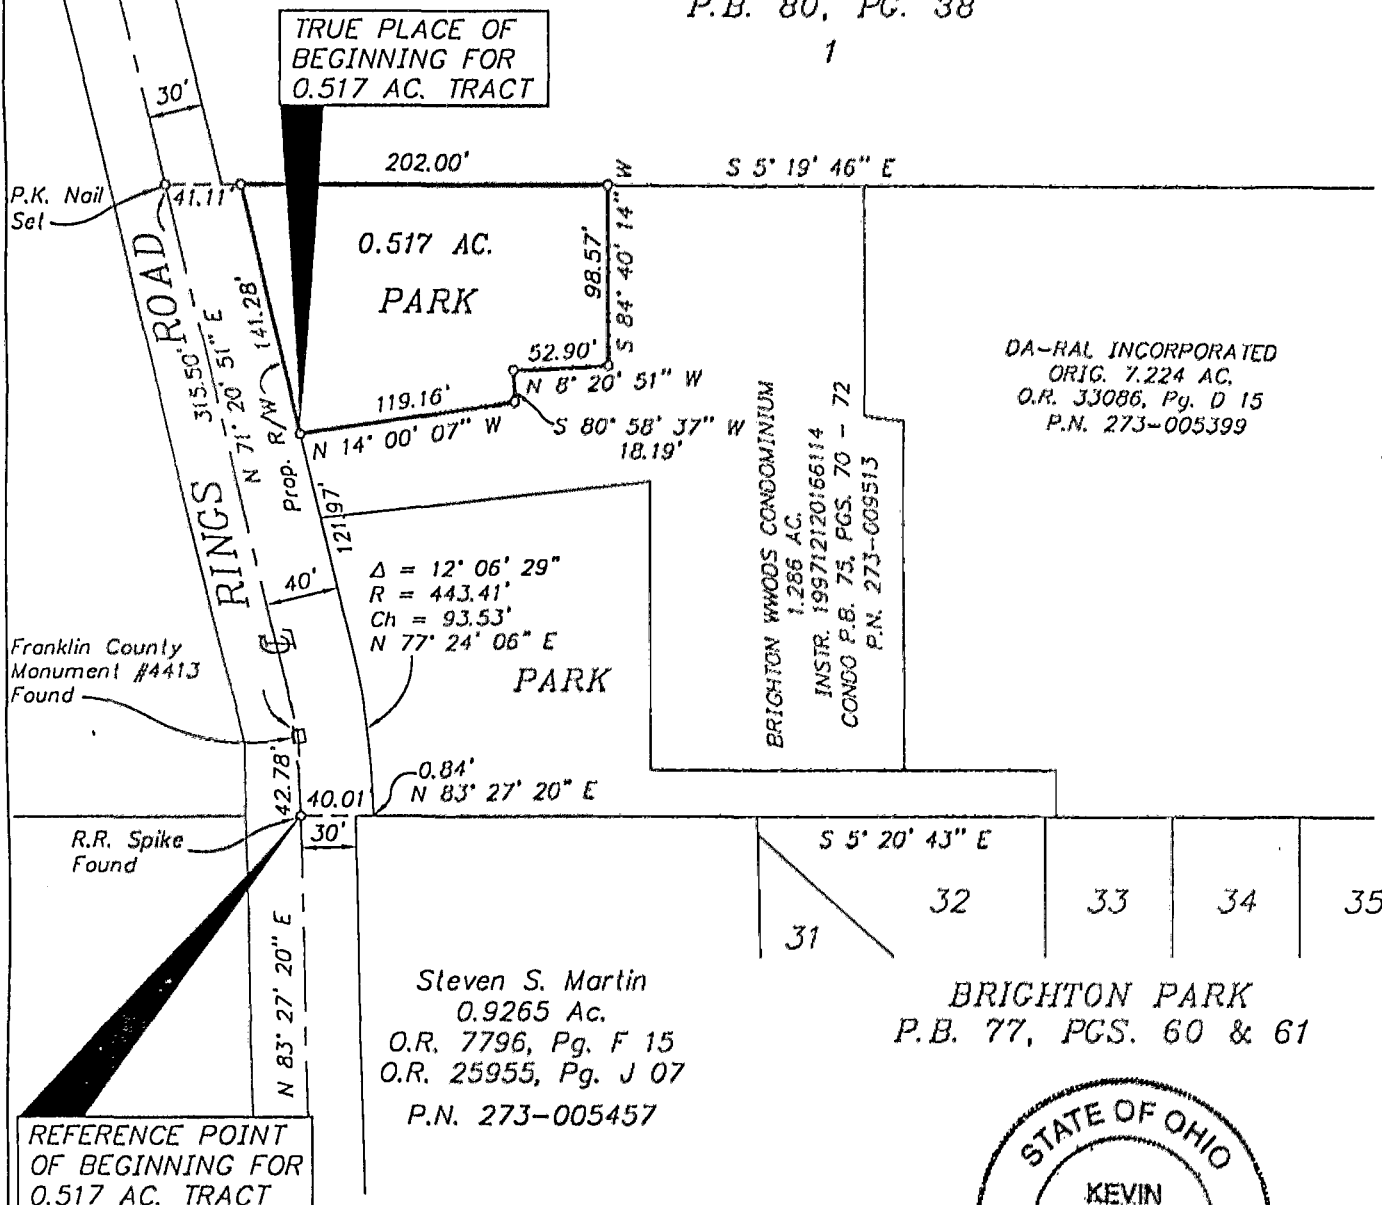 P.B. 80, PG. 38
1
TRUE PLACE OF
BEGINNING FOR
0.517 AC. TRACT
30'
202.00'
S 5° 19' 46" E
P.K. Nail
Set
41.11'
0.517 AC.
PARK
98.57'
S 84° 40' 14" W
141.28'
Prop. R/W
315.50'
N 71° 20' 51" E
RINGS ROAD
52.90'
N 8° 20' 51" W
119.16'
N 14° 00' 07" W
S 80° 58' 37" W
18.19'
DA-RAL INCORPORATED
ORIG. 7.224 AC.
O.R. 33086, Pg. D 15
P.N. 273-005399
BRIGHTON WWODS CONDOMINIUM
1.286 AC.
INSTR. 199712120166114
CONDO P.B. 75, PGS. 70 - 72
P.N. 273-009513
121.97'
40'
Δ = 12° 06' 29"
R = 443.41'
Ch = 93.53'
N 77° 24' 06" E
PARK
Franklin County
Monument #4413
Found
42.78'
0.84'
N 83° 27' 20" E
40.01
30'
R.R. Spike
Found
S 5° 20' 43" E
31
32
33
34
35
N 83° 27' 20" E
Steven S. Martin
0.9265 Ac.
O.R. 7796, Pg. F 15
O.R. 25955, Pg. J 07
P.N. 273-005457
BRIGHTON PARK
P.B. 77, PGS. 60 & 61
REFERENCE POINT
OF BEGINNING FOR
0.517 AC. TRACT
STATE OF OHIO
KEVIN